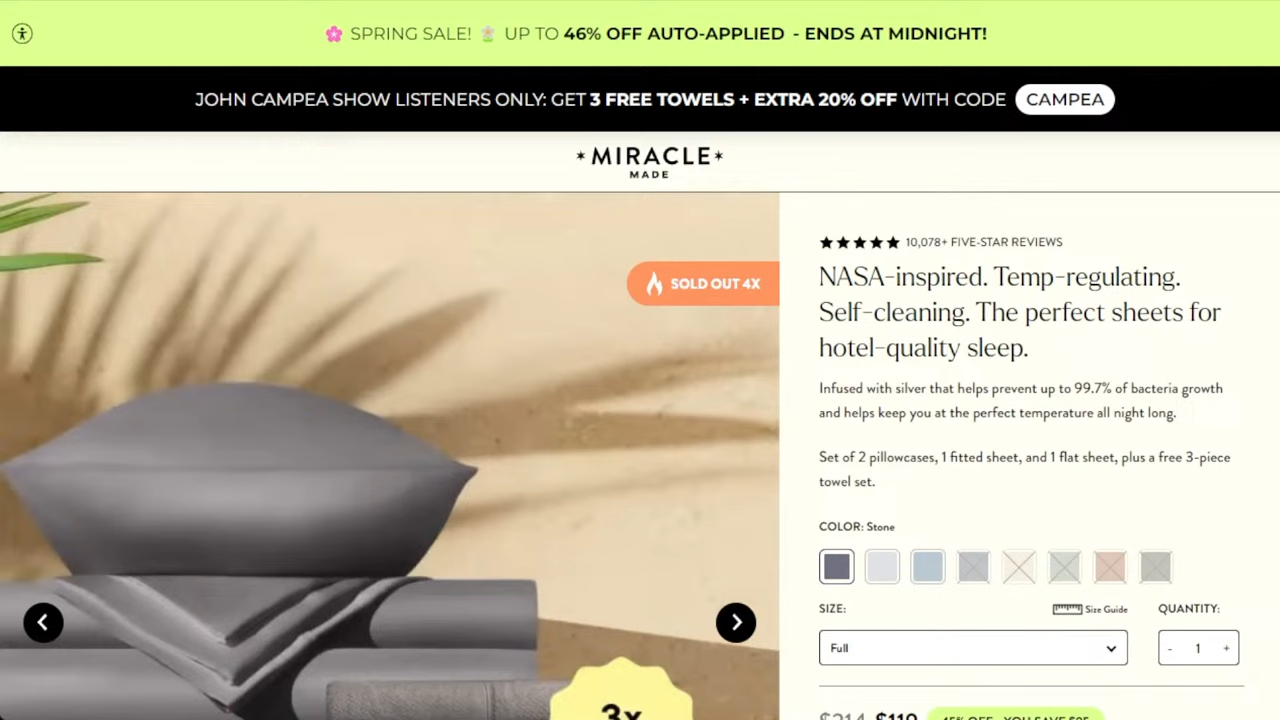 SPRING SALE! UP TO 46% OFF AUTO-APPLIED - ENDS AT MIDNIGHT!
JOHN CAMPEA SHOW LISTENERS ONLY: GET 3 FREE TOWELS + EXTRA 20% OFF WITH CODE CAMPEA
MIRACLE
MADE
SOLD OUT 4X
10,078+ FIVE-STAR REVIEWS
NASA-inspired. Temp-regulating.
Self-cleaning. The perfect sheets for
hotel-quality sleep.
Infused with silver that helps prevent up to 99.7% of bacteria growth
and helps keep you at the perfect temperature all night long.
Set of 2 pillowcases, 1 fitted sheet, and 1 flat sheet, plus a free 3-piece
towel set.
COLOR: Stone
SIZE: Size Guide QUANTITY:
Full - 1 +
3x